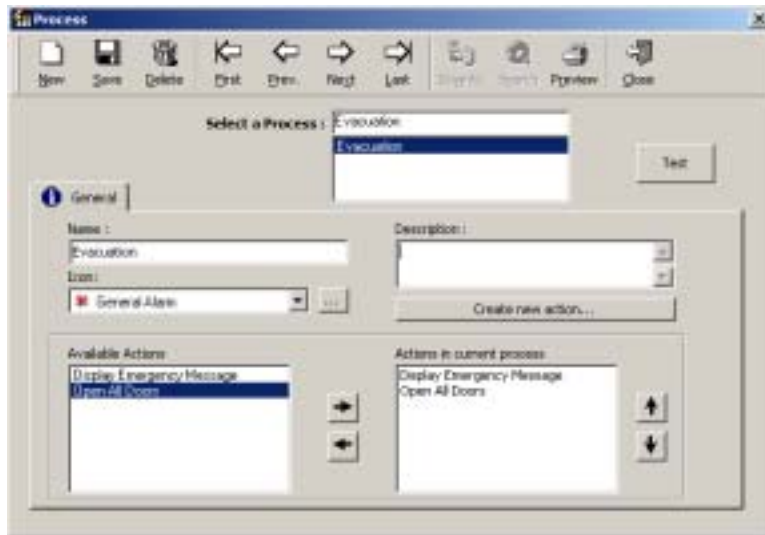 Process
New Save Delete First Prev. Next Last Search Preview Close
Select a Process : Evacuation
Evacuation
Test
General
Name :
Description :
Evacuation
Icon:
General Alarm
...
Create new action...
Available Actions
Actions in current process
Display Emergency Message
Open All Doors
Display Emergency Message
Open All Doors